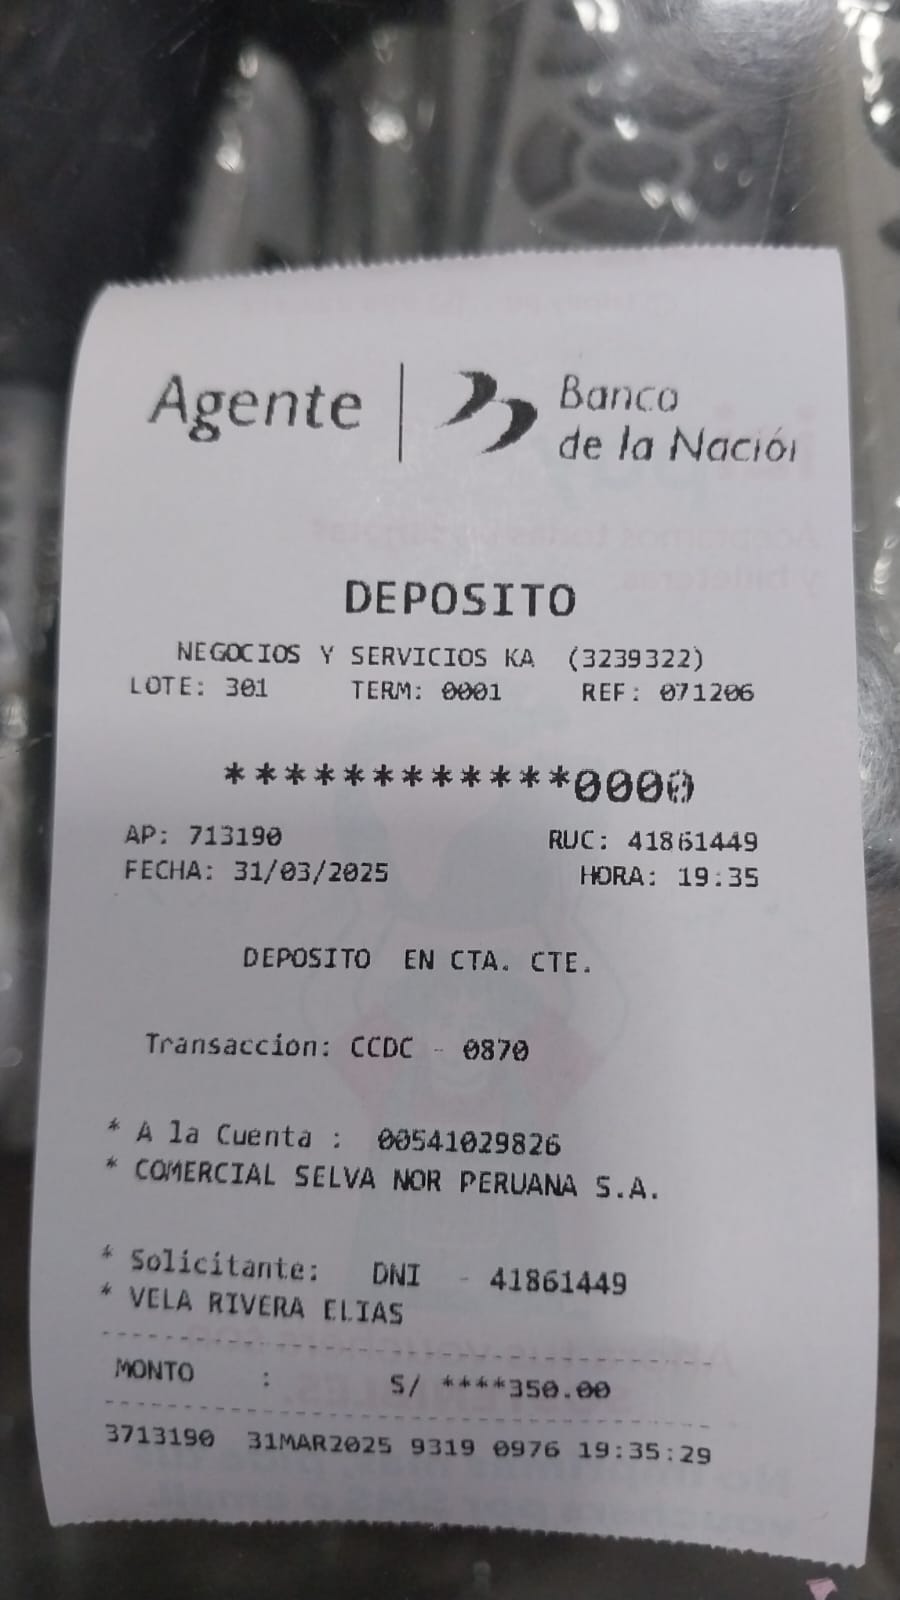 Agente | Banco
de la Nación
DEPOSITO
NEGOCIOS Y SERVICIOS KA (3239322)
LOTE: 301 TERM: 0001 REF: 071206
************0000
AP: 713190 RUC: 41861449
FECHA: 31/03/2025 HORA: 19:35
DEPOSITO EN CTA. CTE.
Transaccion: CCDC - 0870
* A la Cuenta : 00541029826
* COMERCIAL SELVA NOR PERUANA S.A.
* Solicitante: DNI - 41861449
* VELA RIVERA ELIAS
MONTO : S/ ****350.00
3713190 31MAR2025 9319 0976 19:35:29